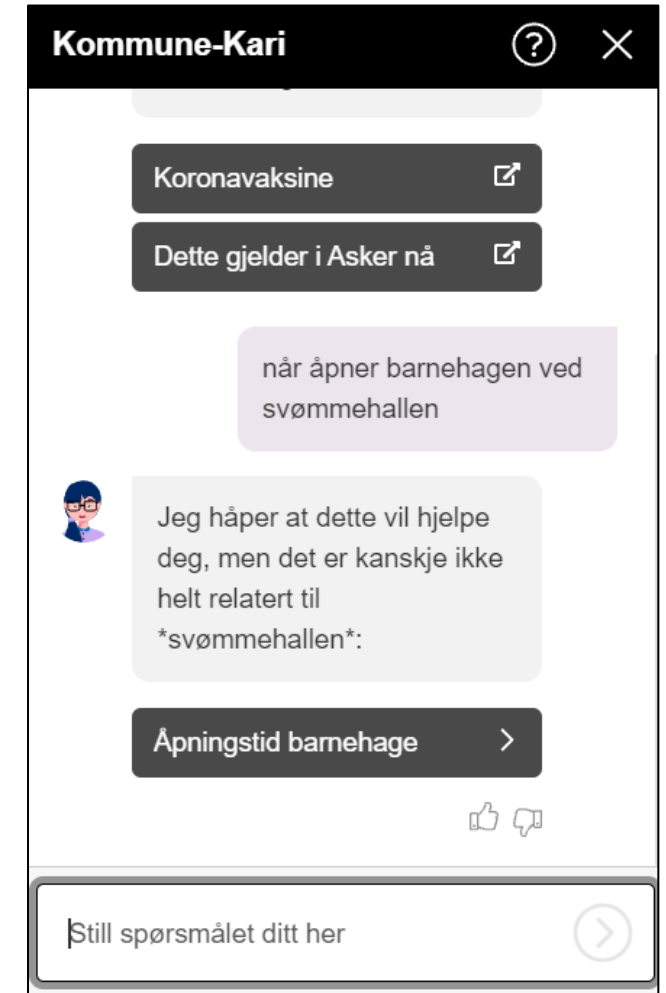 Kommune-Kari
Koronavaksine
Dette gjelder i Asker nå
når åpner barnehagen ved
svømmehallen
Jeg håper at dette vil hjelpe
deg, men det er kanskje ikke
helt relatert til
*svømmehallen*:
Åpningstid barnehage
Still spørsmålet ditt her